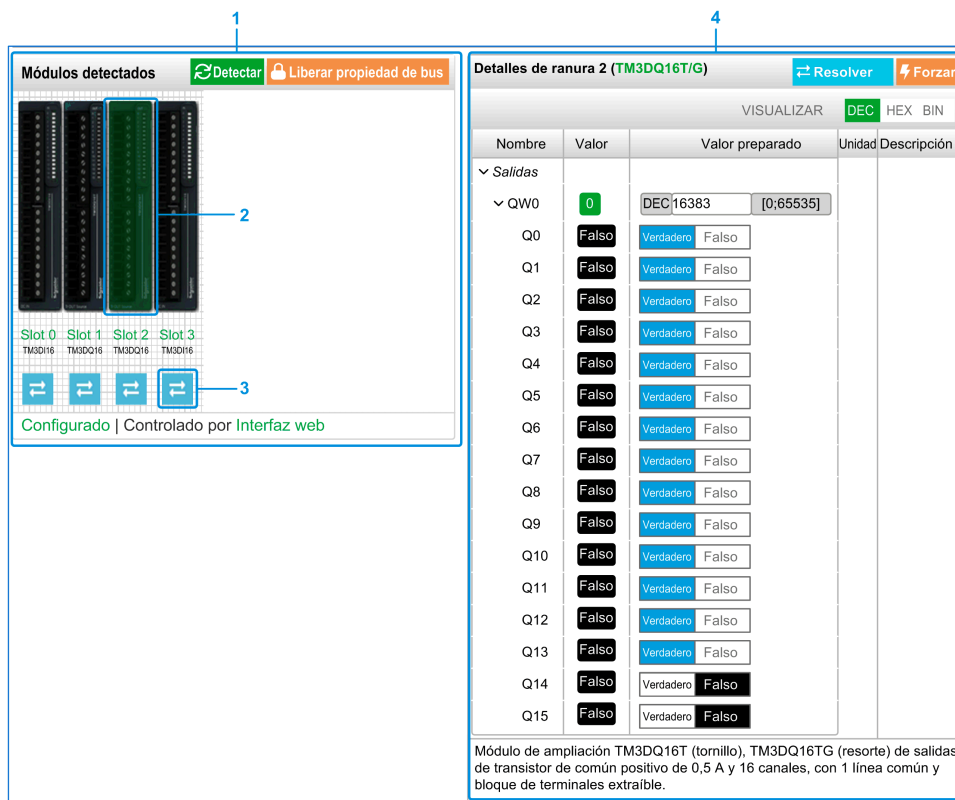 1
4
Módulos detectados
Detectar
Liberar propiedad de bus
2
Slot 0 Slot 1 Slot 2 Slot 3
TM3DI16 TM3DQ16 TM3DQ16 TM3DI16
3
Configurado | Controlado por Interfaz web
Detalles de ranura 2 (TM3DQ16T/G)
Resolver
Forzar
VISUALIZAR DEC HEX BIN
Nombre Valor Valor preparado Unidad Descripción
Salidas
QW0 0 DEC 16383 [0;65535]
Q0 Falso Verdadero Falso
Q1 Falso Verdadero Falso
Q2 Falso Verdadero Falso
Q3 Falso Verdadero Falso
Q4 Falso Verdadero Falso
Q5 Falso Verdadero Falso
Q6 Falso Verdadero Falso
Q7 Falso Verdadero Falso
Q8 Falso Verdadero Falso
Q9 Falso Verdadero Falso
Q10 Falso Verdadero Falso
Q11 Falso Verdadero Falso
Q12 Falso Verdadero Falso
Q13 Falso Verdadero Falso
Q14 Falso Verdadero Falso
Q15 Falso Verdadero Falso
Módulo de ampliación TM3DQ16T (tornillo), TM3DQ16TG (resorte) de salidas
de transistor de común positivo de 0,5 A y 16 canales, con 1 línea común y
bloque de terminales extraíble.